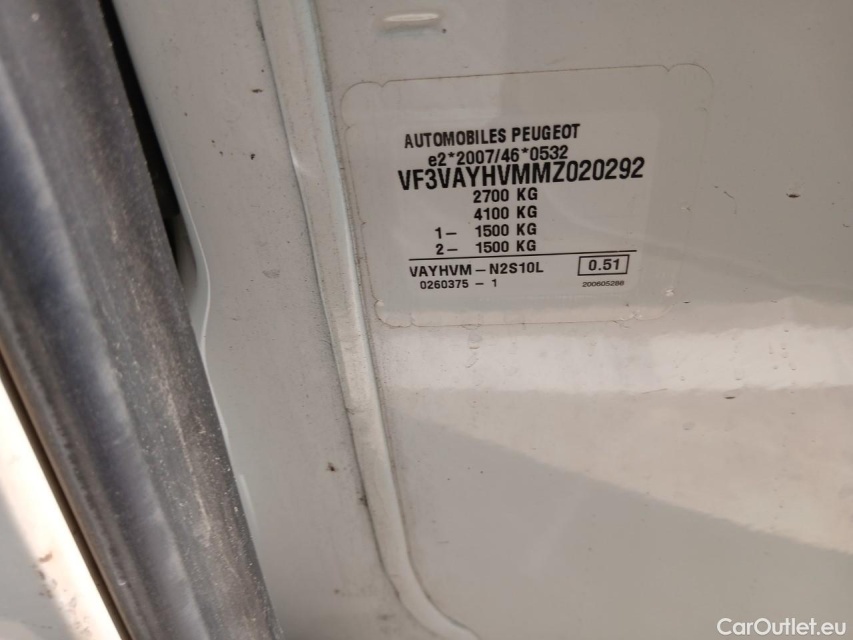 AUTOMOBILES PEUGEOT
e2*2007/46*0532
VF3VAYHVMMZ020292
2700 KG
4100 KG
1– 1500 KG
2– 1500 KG
VAYHVM – N2S10L 0.51
0260375 – 1 200605286
CarOutlet.eu